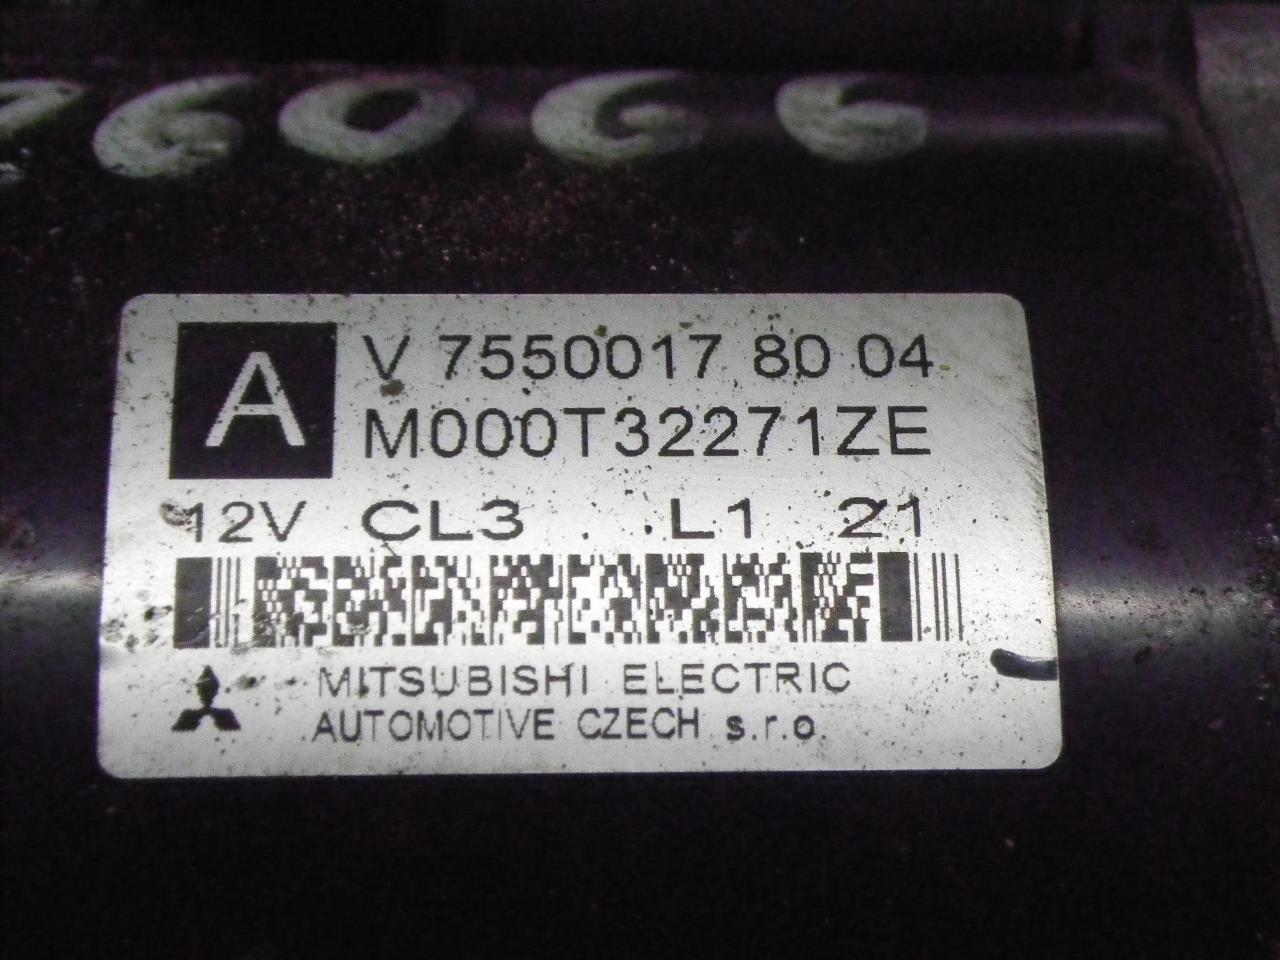 76066
A
V 7550017 80 04
M000T32271ZE
12V CL3 . .L1 21
MITSUBISHI ELECTRIC
AUTOMOTIVE CZECH s.r.o.